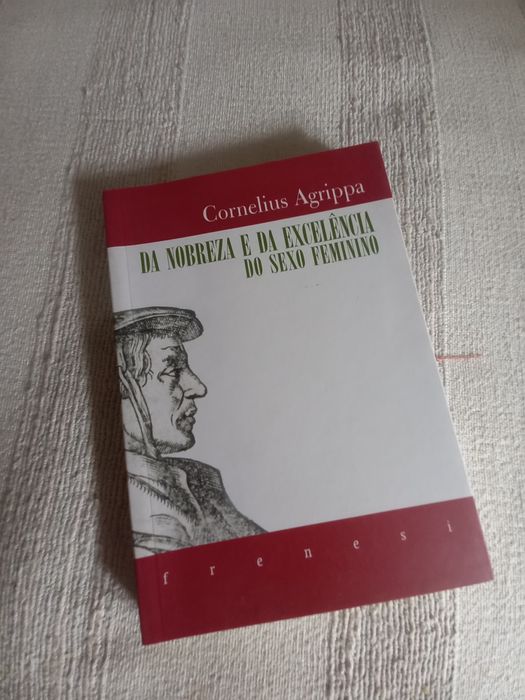 Cornelius Agrippa
DA NOBREZA E DA EXCELÊNCIA
DO SEXO FEMININO
frenesi